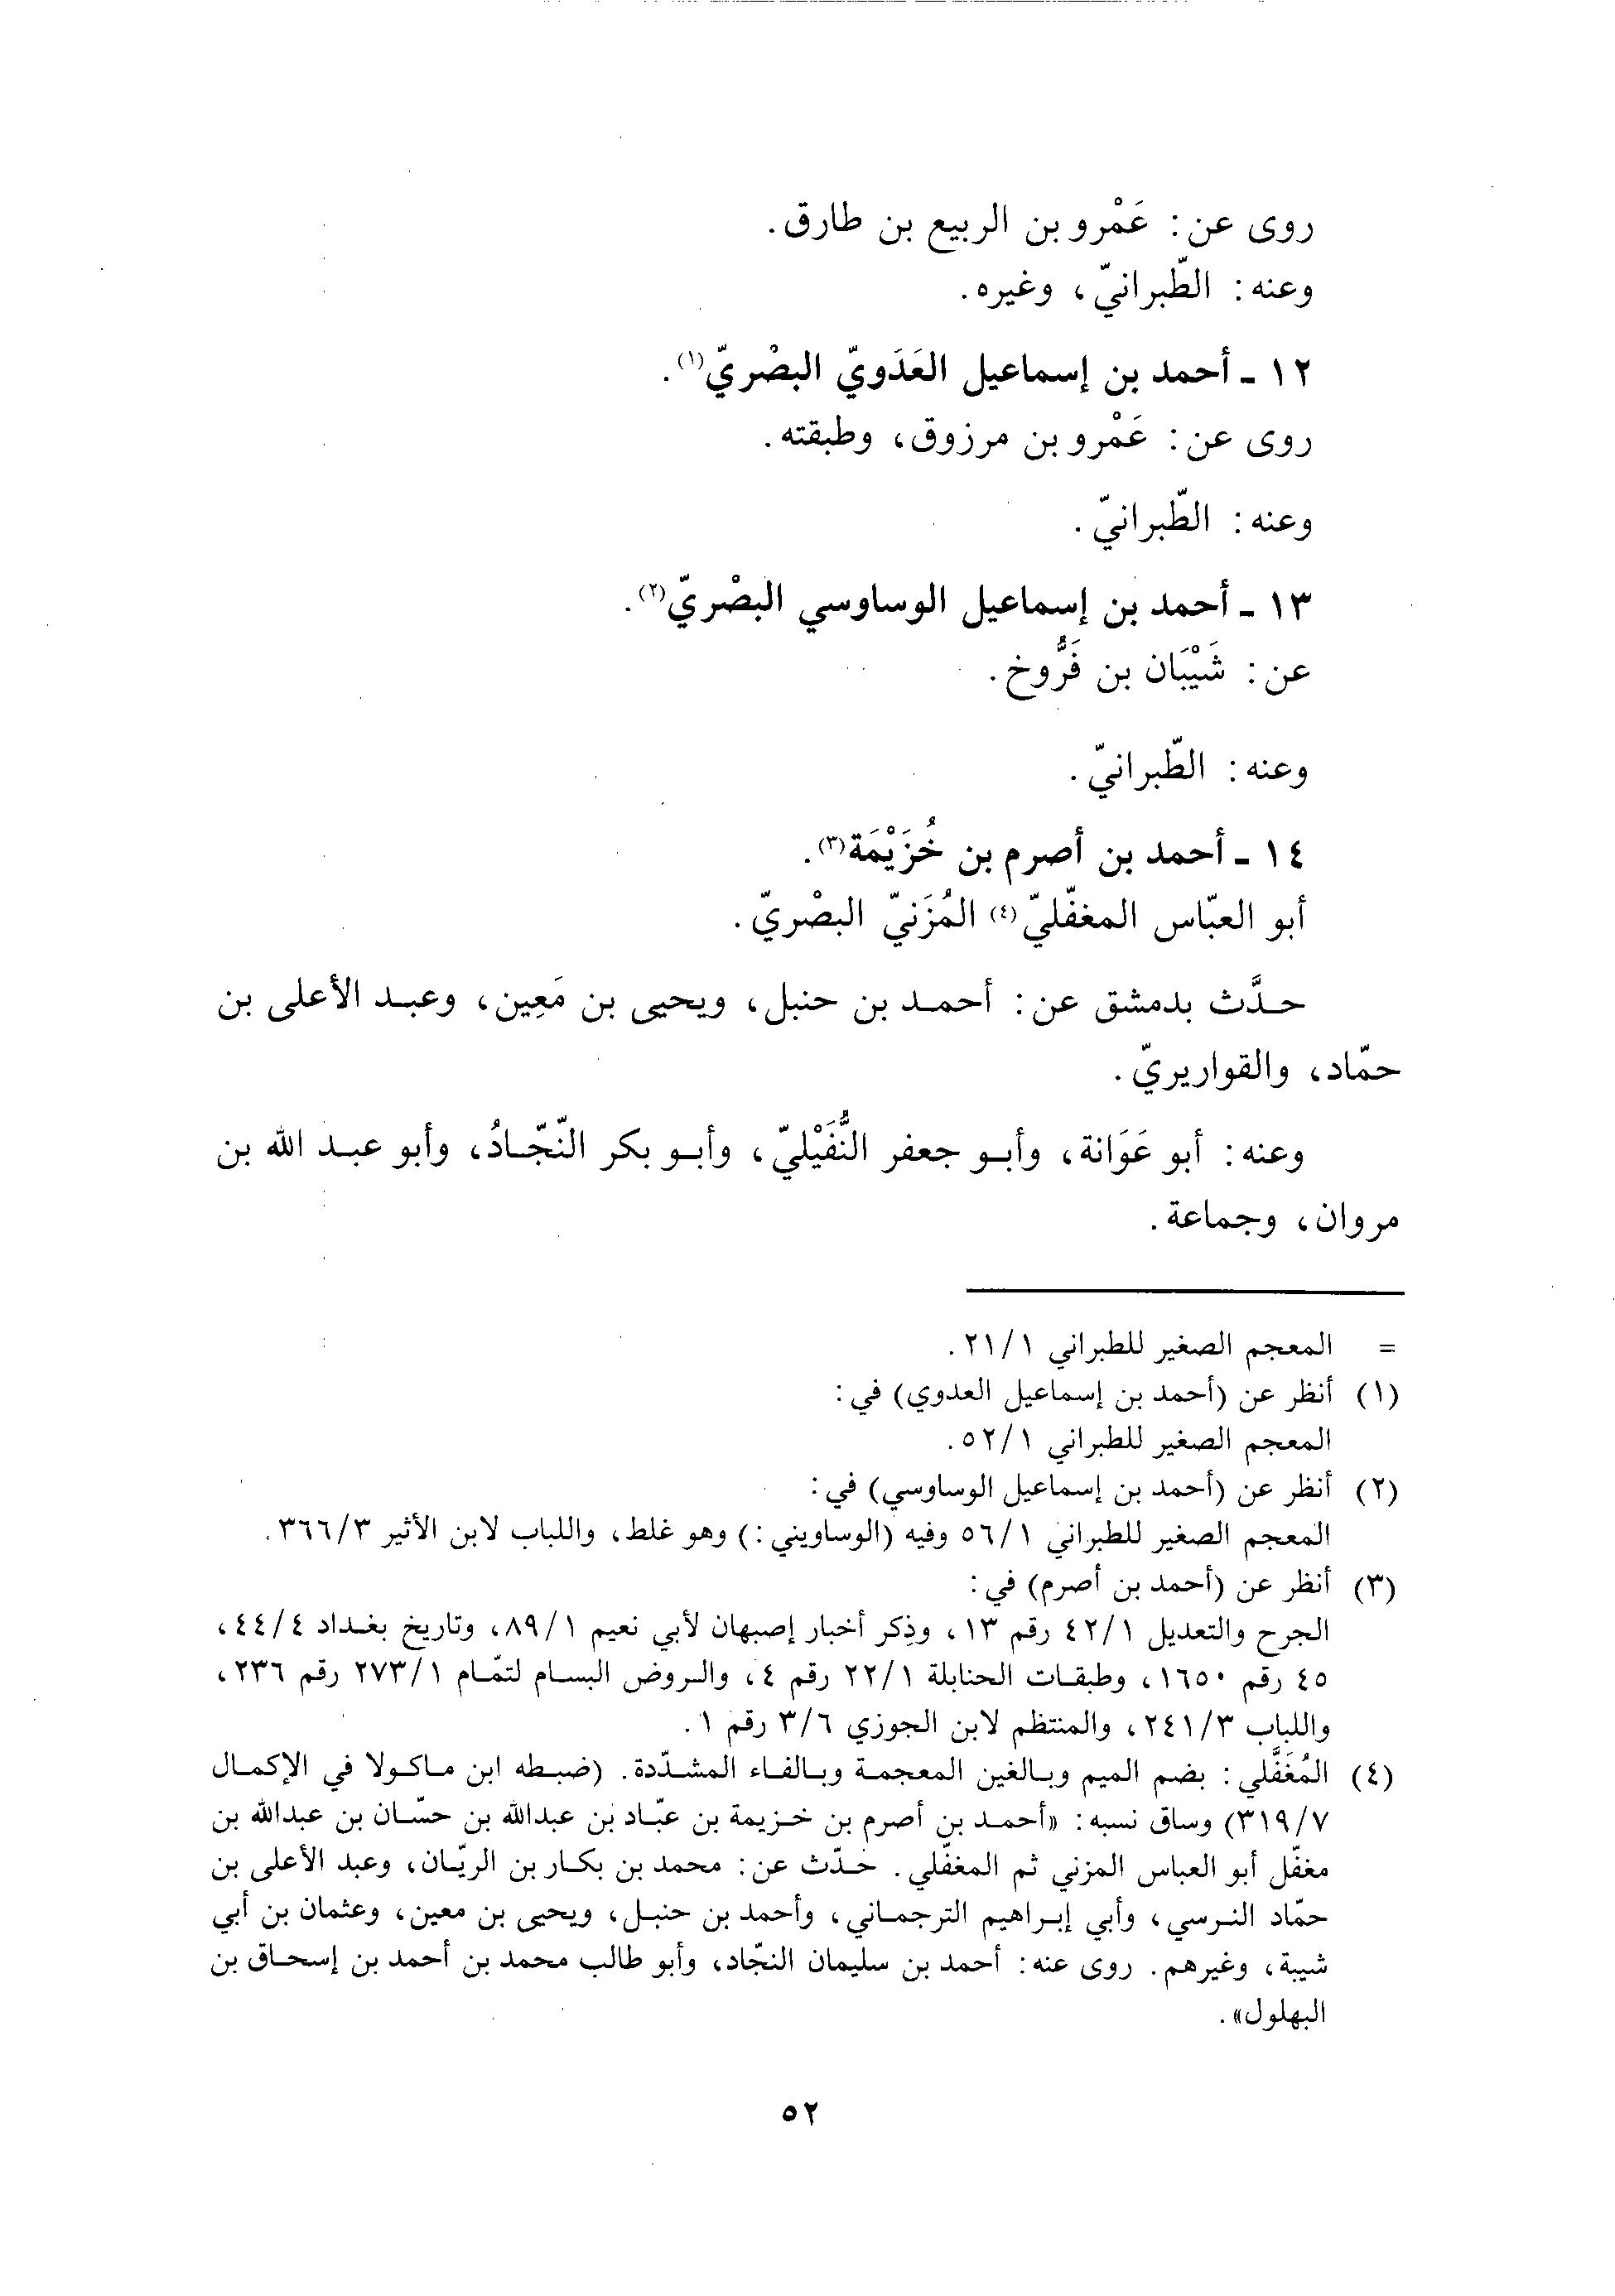 روى عن: عَمْرو بن الربيع بن طارق.
وعنه: الطّبرانيّ، وغيره.
١٢ ـ أحمد بن إسماعيل العَدَويّ البصْريّ(١).
روى عن: عَمْرو بن مرزوق، وطبقته.
وعنه: الطّبرانيّ.
١٣ ـ أحمد بن إسماعيل الوساوسي البصْريّ(٢).
عن: شَيْبَان بن فَرُّوخ.
وعنه: الطّبرانيّ.
١٤ ـ أحمد بن أصرم بن خُزَيْمَة(٣).
أبو العبّاس المغفّليّ(٤) المُزَنيّ البصْريّ.
حدَّث بدمشق عن: أحمد بن حنبل، ويحيى بن مَعِين، وعبد الأعلى بن
حمّاد، والقواريريّ.
وعنه: أبو عَوَانة، وأبو جعفر النُّفَيْليّ، وأبو بكر النّجّادُ، وأبو عبد الله بن
مروان، وجماعة.
= المعجم الصغير للطبراني ٢١/١.
(١) أنظر عن (أحمد بن إسماعيل العدوي) في:
المعجم الصغير للطبراني ٥٢/١.
(٢) أنظر عن (أحمد بن إسماعيل الوساوسي) في:
المعجم الصغير للطبراني ٥٦/١ وفيه (الوساويني:) وهو غلط، واللباب لابن الأثير ٣٦٦/٣.
(٣) أنظر عن (أحمد بن أصرم) في:
الجرح والتعديل ٤٢/١ رقم ١٣، وذِكر أخبار إصبهان لأبي نعيم ٨٩/١، وتاريخ بغداد ٤٤/٤،
٤٥ رقم ١٦٥٠، وطبقات الحنابلة ٢٢/١ رقم ٤، والروض البسام لتمّام ٢٧٣/١ رقم ٢٣٦،
واللباب ٢٤١/٣، والمنتظم لابن الجوزي ٣/٦ رقم ١.
(٤) المُغَفَّلي: بضم الميم وبالغين المعجمة وبالفاء المشدّدة. (ضبطه ابن ماكولا في الإكمال
٣١٩/٧) وساق نسبه: «أحمد بن أصرم بن خزيمة بن عبّاد بن عبدالله بن حسّان بن عبدالله بن
مغفّل أبو العباس المزني ثم المغفّلي. حدّث عن: محمد بن بكار بن الريّان، وعبد الأعلى بن
حمّاد النرسي، وأبي إبراهيم الترجماني، وأحمد بن حنبل، ويحيى بن معين، وعثمان بن أبي
شيبة، وغيرهم. روى عنه: أحمد بن سليمان النجّاد، وأبو طالب محمد بن أحمد بن إسحاق بن
البهلول».
٥٢